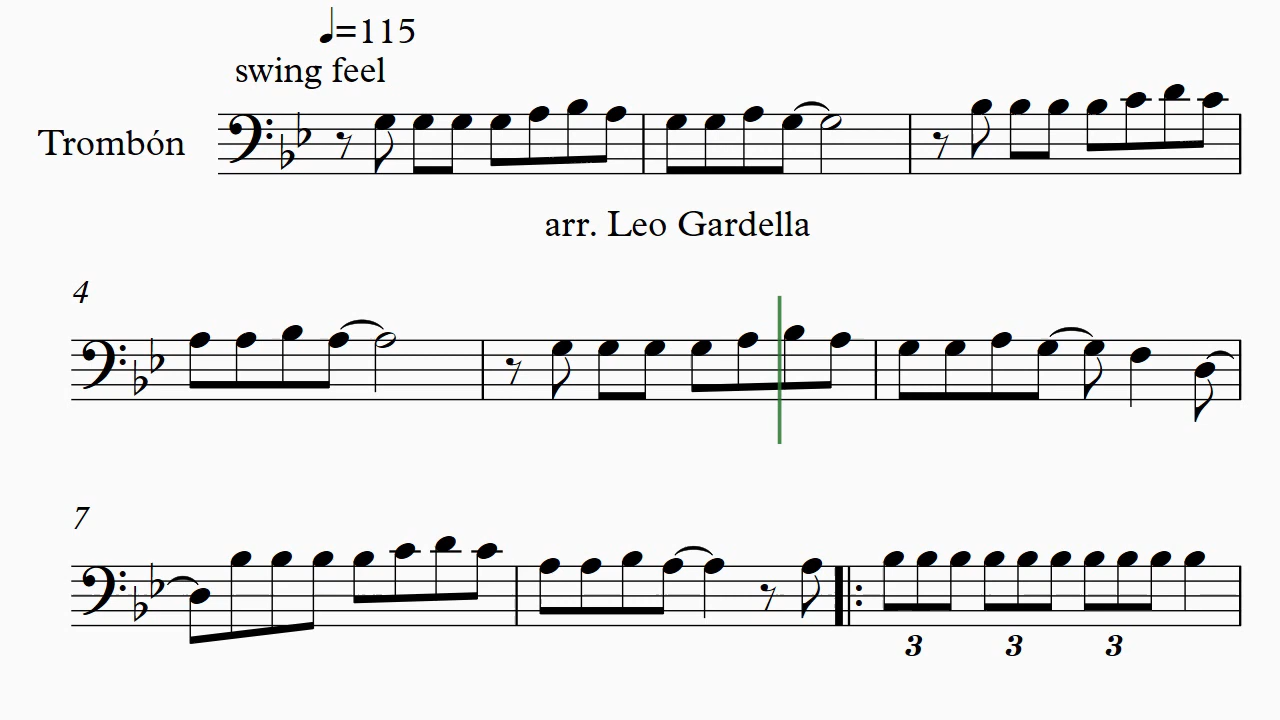 ♩=115
swing feel
Trombón
arr. Leo Gardella
4
7
3 3 3